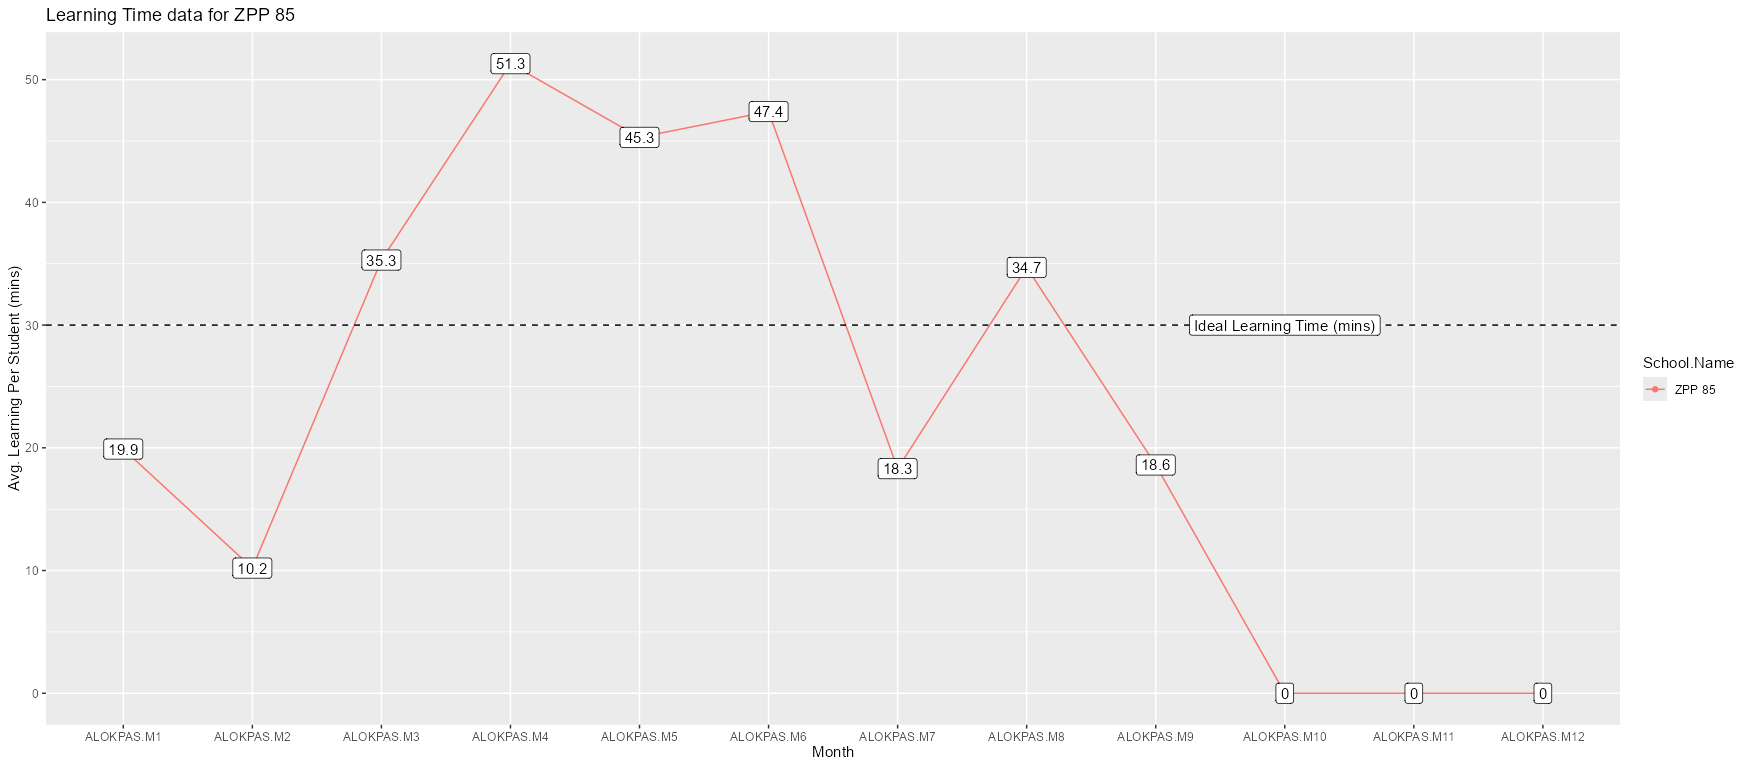 Learning Time data for ZPP 85
Avg. Learning Per Student (mins)
50
40
30
20
10
0
19.9
10.2
35.3
51.3
45.3
47.4
18.3
34.7
18.6
0
0
0
Ideal Learning Time (mins)
ALOKPAS.M1
ALOKPAS.M2
ALOKPAS.M3
ALOKPAS.M4
ALOKPAS.M5
ALOKPAS.M6
ALOKPAS.M7
ALOKPAS.M8
ALOKPAS.M9
ALOKPAS.M10
ALOKPAS.M11
ALOKPAS.M12
Month
School.Name
ZPP 85